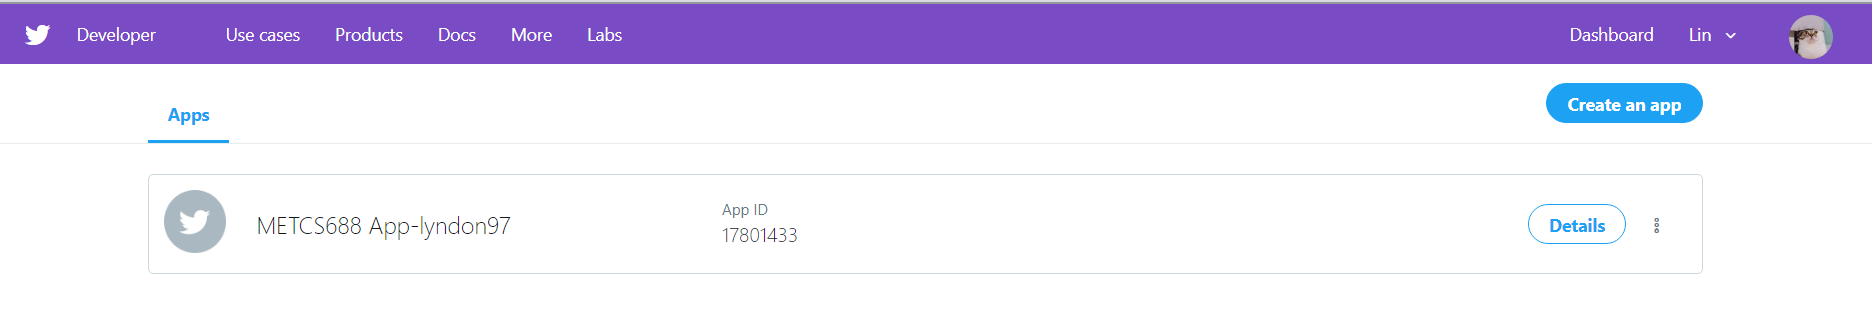 Developer Use cases Products Docs More Labs Dashboard Lin
Apps Create an app
App ID
METCS688 App-lyndon97 17801433 Details